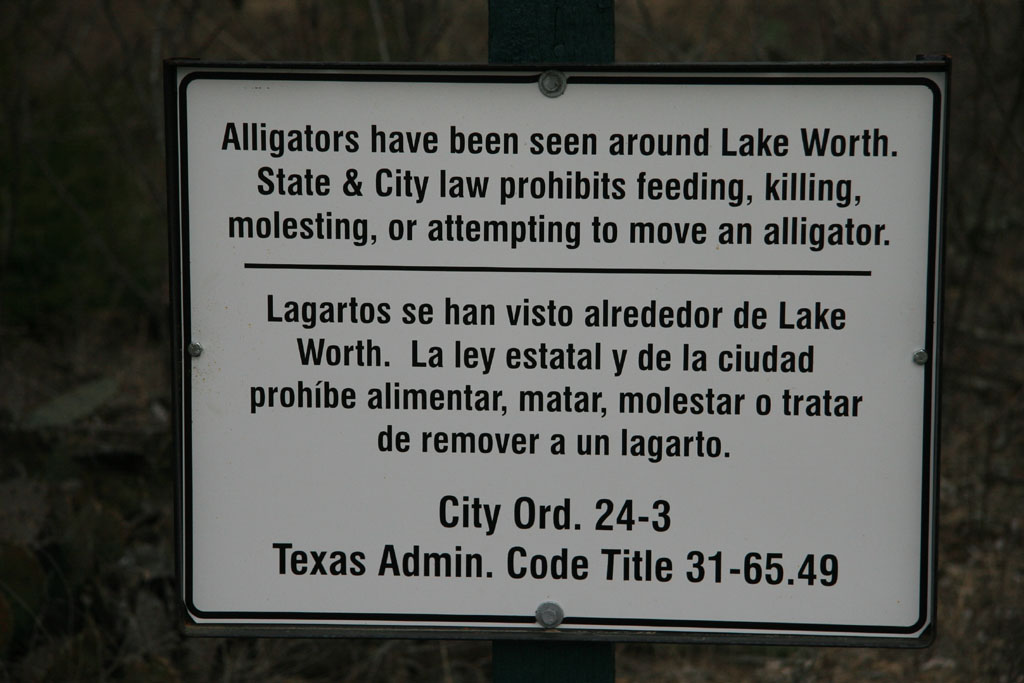 Alligators have been seen around Lake Worth.
State & City law prohibits feeding, killing,
molesting, or attempting to move an alligator.
Lagartos se han visto alrededor de Lake
Worth. La ley estatal y de la ciudad
prohíbe alimentar, matar, molestar o tratar
de remover a un lagarto.
City Ord. 24-3
Texas Admin. Code Title 31-65.49